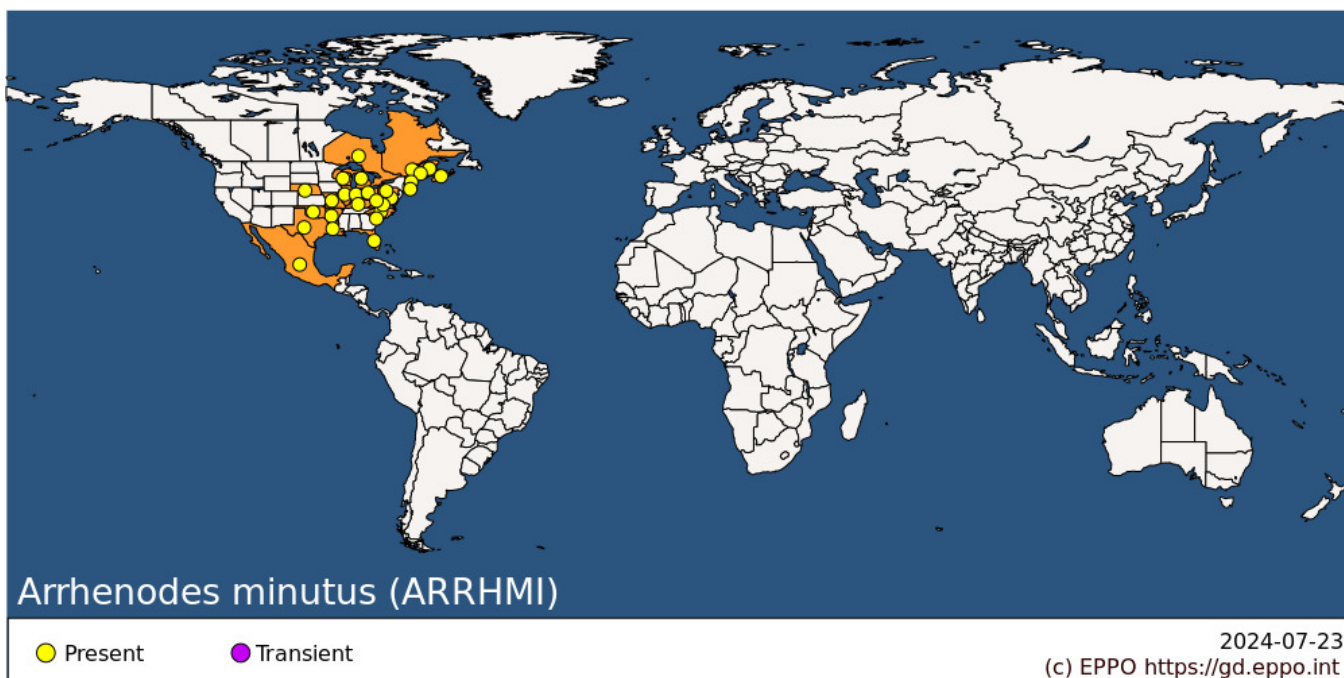 Arrhenodes minutus (ARRHMI)
Present
Transient
2024-07-23
(c) EPPO https://gd.eppo.int